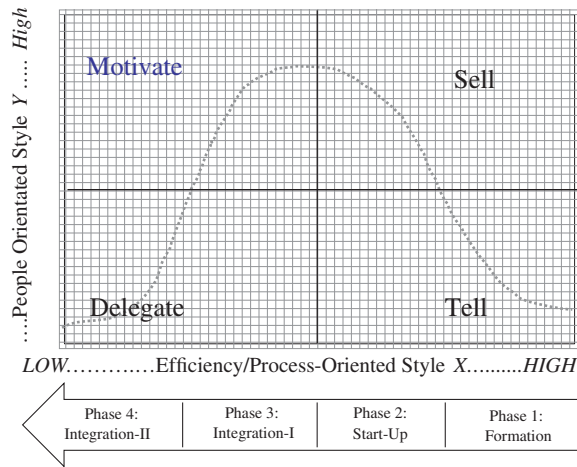 ....People Orientated Style Y ..... High
Motivate
Sell
Delegate
Tell
LOW..............Efficiency/Process-Oriented Style X..........HIGH
Phase 4:
Integration-II
Phase 3:
Integration-I
Phase 2:
Start-Up
Phase 1:
Formation